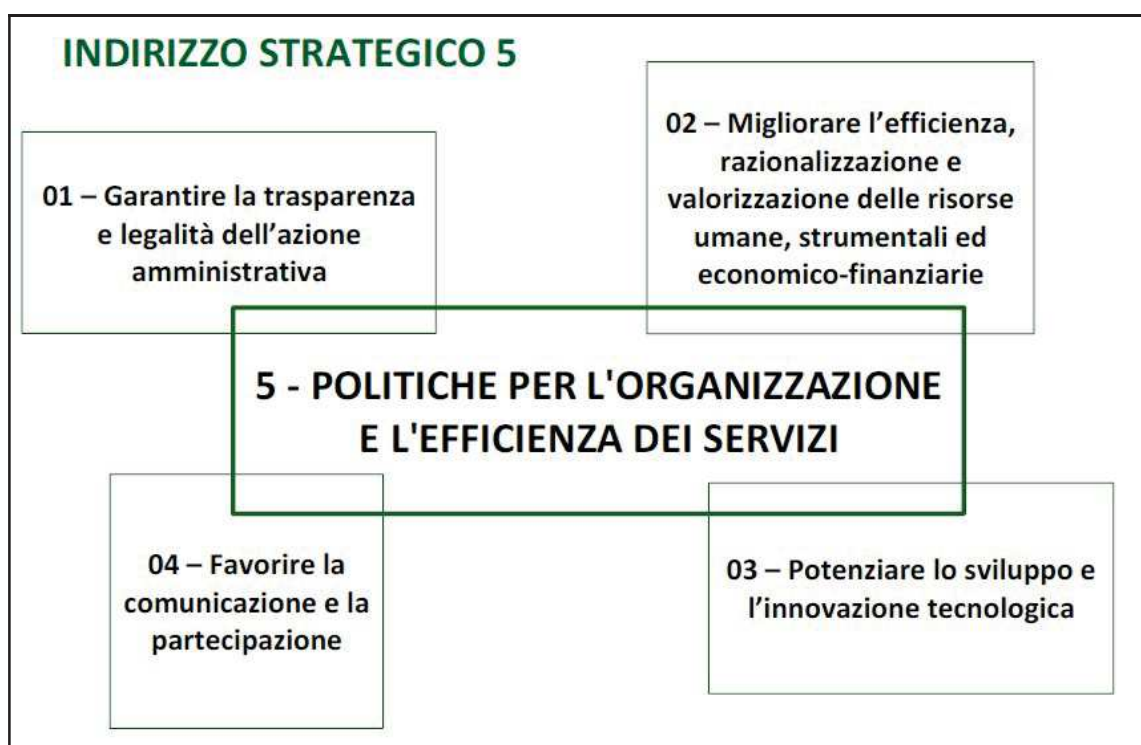 INDIRIZZO STRATEGICO 5
01 – Garantire la trasparenza
e legalità dell’azione
amministrativa
02 – Migliorare l’efficienza,
razionalizzazione e
valorizzazione delle risorse
umane, strumentali ed
economico-finanziarie
5 - POLITICHE PER L'ORGANIZZAZIONE
E L'EFFICIENZA DEI SERVIZI
04 – Favorire la
comunicazione e la
partecipazione
03 – Potenziare lo sviluppo e
l’innovazione tecnologica